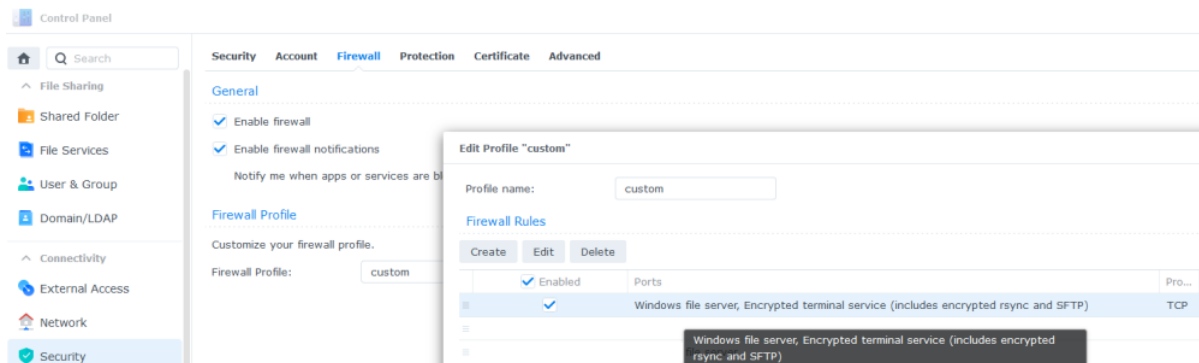 Control Panel
Search
Security Account Firewall Protection Certificate Advanced
File Sharing
General
Shared Folder
Enable firewall
File Services
Enable firewall notifications
Edit Profile "custom"
User & Group
Notify me when apps or services are bl
Profile name: custom
Domain/LDAP
Firewall Profile
Firewall Rules
Customize your firewall profile.
Create Edit Delete
Connectivity
Firewall Profile: custom
Enabled Ports Pro...
External Access
Windows file server, Encrypted terminal service (includes encrypted rsync and SFTP) TCP
Network
Windows file server, Encrypted terminal service (includes encrypted
rsync and SFTP)
Security